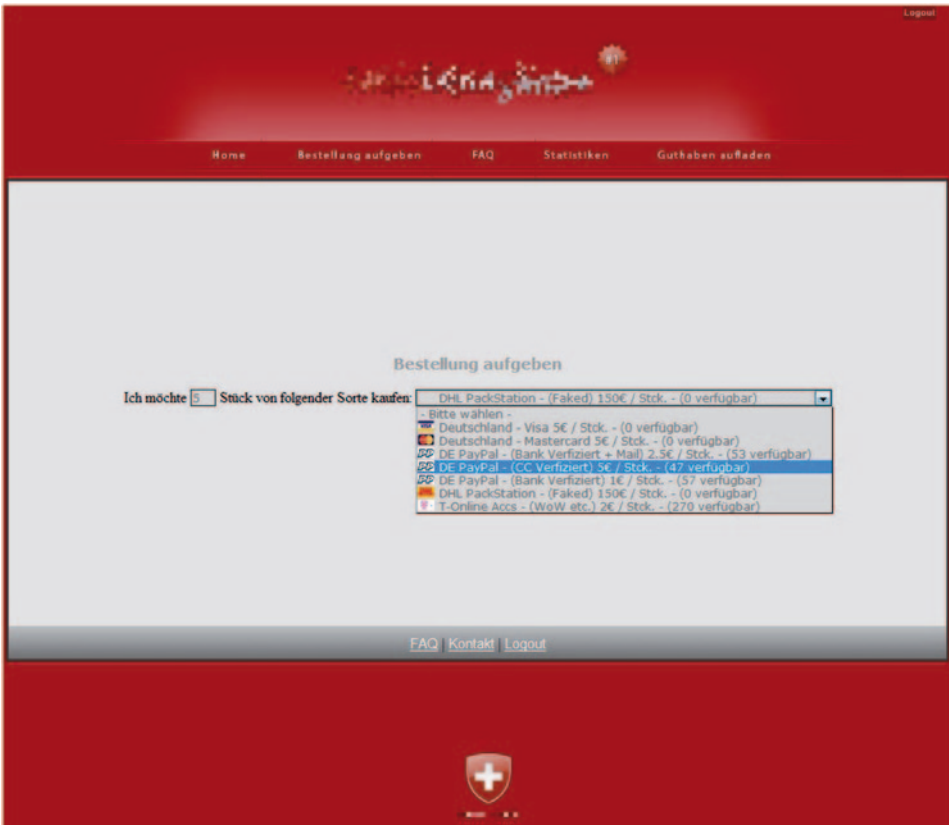 Logout
Home Bestellung aufgeben FAQ Statistiken Guthaben aufladen
Bestellung aufgeben
Ich möchte 5 Stück von folgender Sorte kaufen: DHL PackStation - (Faked) 150€ / Stck. - (0 verfügbar)
- Bitte wählen -
VISA Deutschland - Visa 5€ / Stck. - (0 verfügbar)
Deutschland - Mastercard 5€ / Stck. - (0 verfügbar)
DE PayPal - (Bank Verfiziert + Mail) 2.5€ / Stck. - (53 verfügbar)
DE PayPal - (CC Verfiziert) 5€ / Stck. - (47 verfügbar)
DE PayPal - (Bank Verfiziert) 1€ / Stck. - (57 verfügbar)
DHL PackStation - (Faked) 150€ / Stck. - (0 verfügbar)
T-Online Accs - (WoW etc.) 2€ / Stck. - (270 verfügbar)
FAQ | Kontakt | Logout